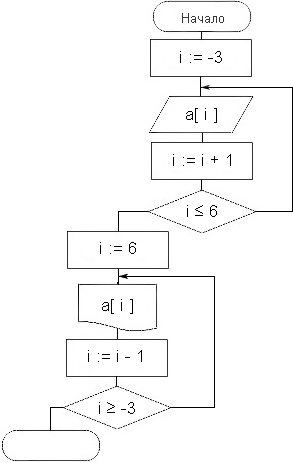 Начало
i := -3
a[ i ]
i := i + 1
i ≤ 6
i := 6
a[ i ]
i := i - 1
i ≥ -3